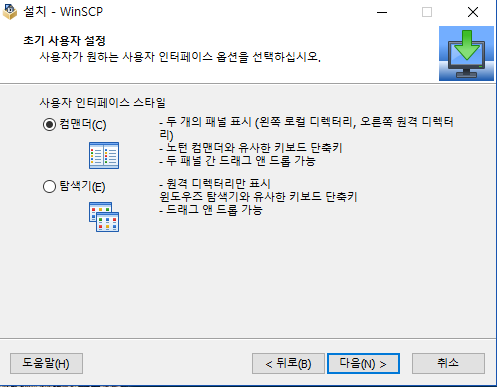 설치 - WinSCP
초기 사용자 설정
사용자가 원하는 사용자 인터페이스 옵션을 선택하십시오.
사용자 인터페이스 스타일
컴맨더(C)
- 두 개의 패널 표시 (왼쪽 로컬 디렉터리, 오른쪽 원격 디렉터
리)
- 노턴 컴맨더와 유사한 키보드 단축키
- 두 패널 간 드래그 앤 드롭 가능
탐색기(E)
- 원격 디렉터리만 표시
윈도우즈 탐색기와 유사한 키보드 단축키
- 드래그 앤 드롭 가능
도움말(H)
< 뒤로(B)
다음(N) >
취소